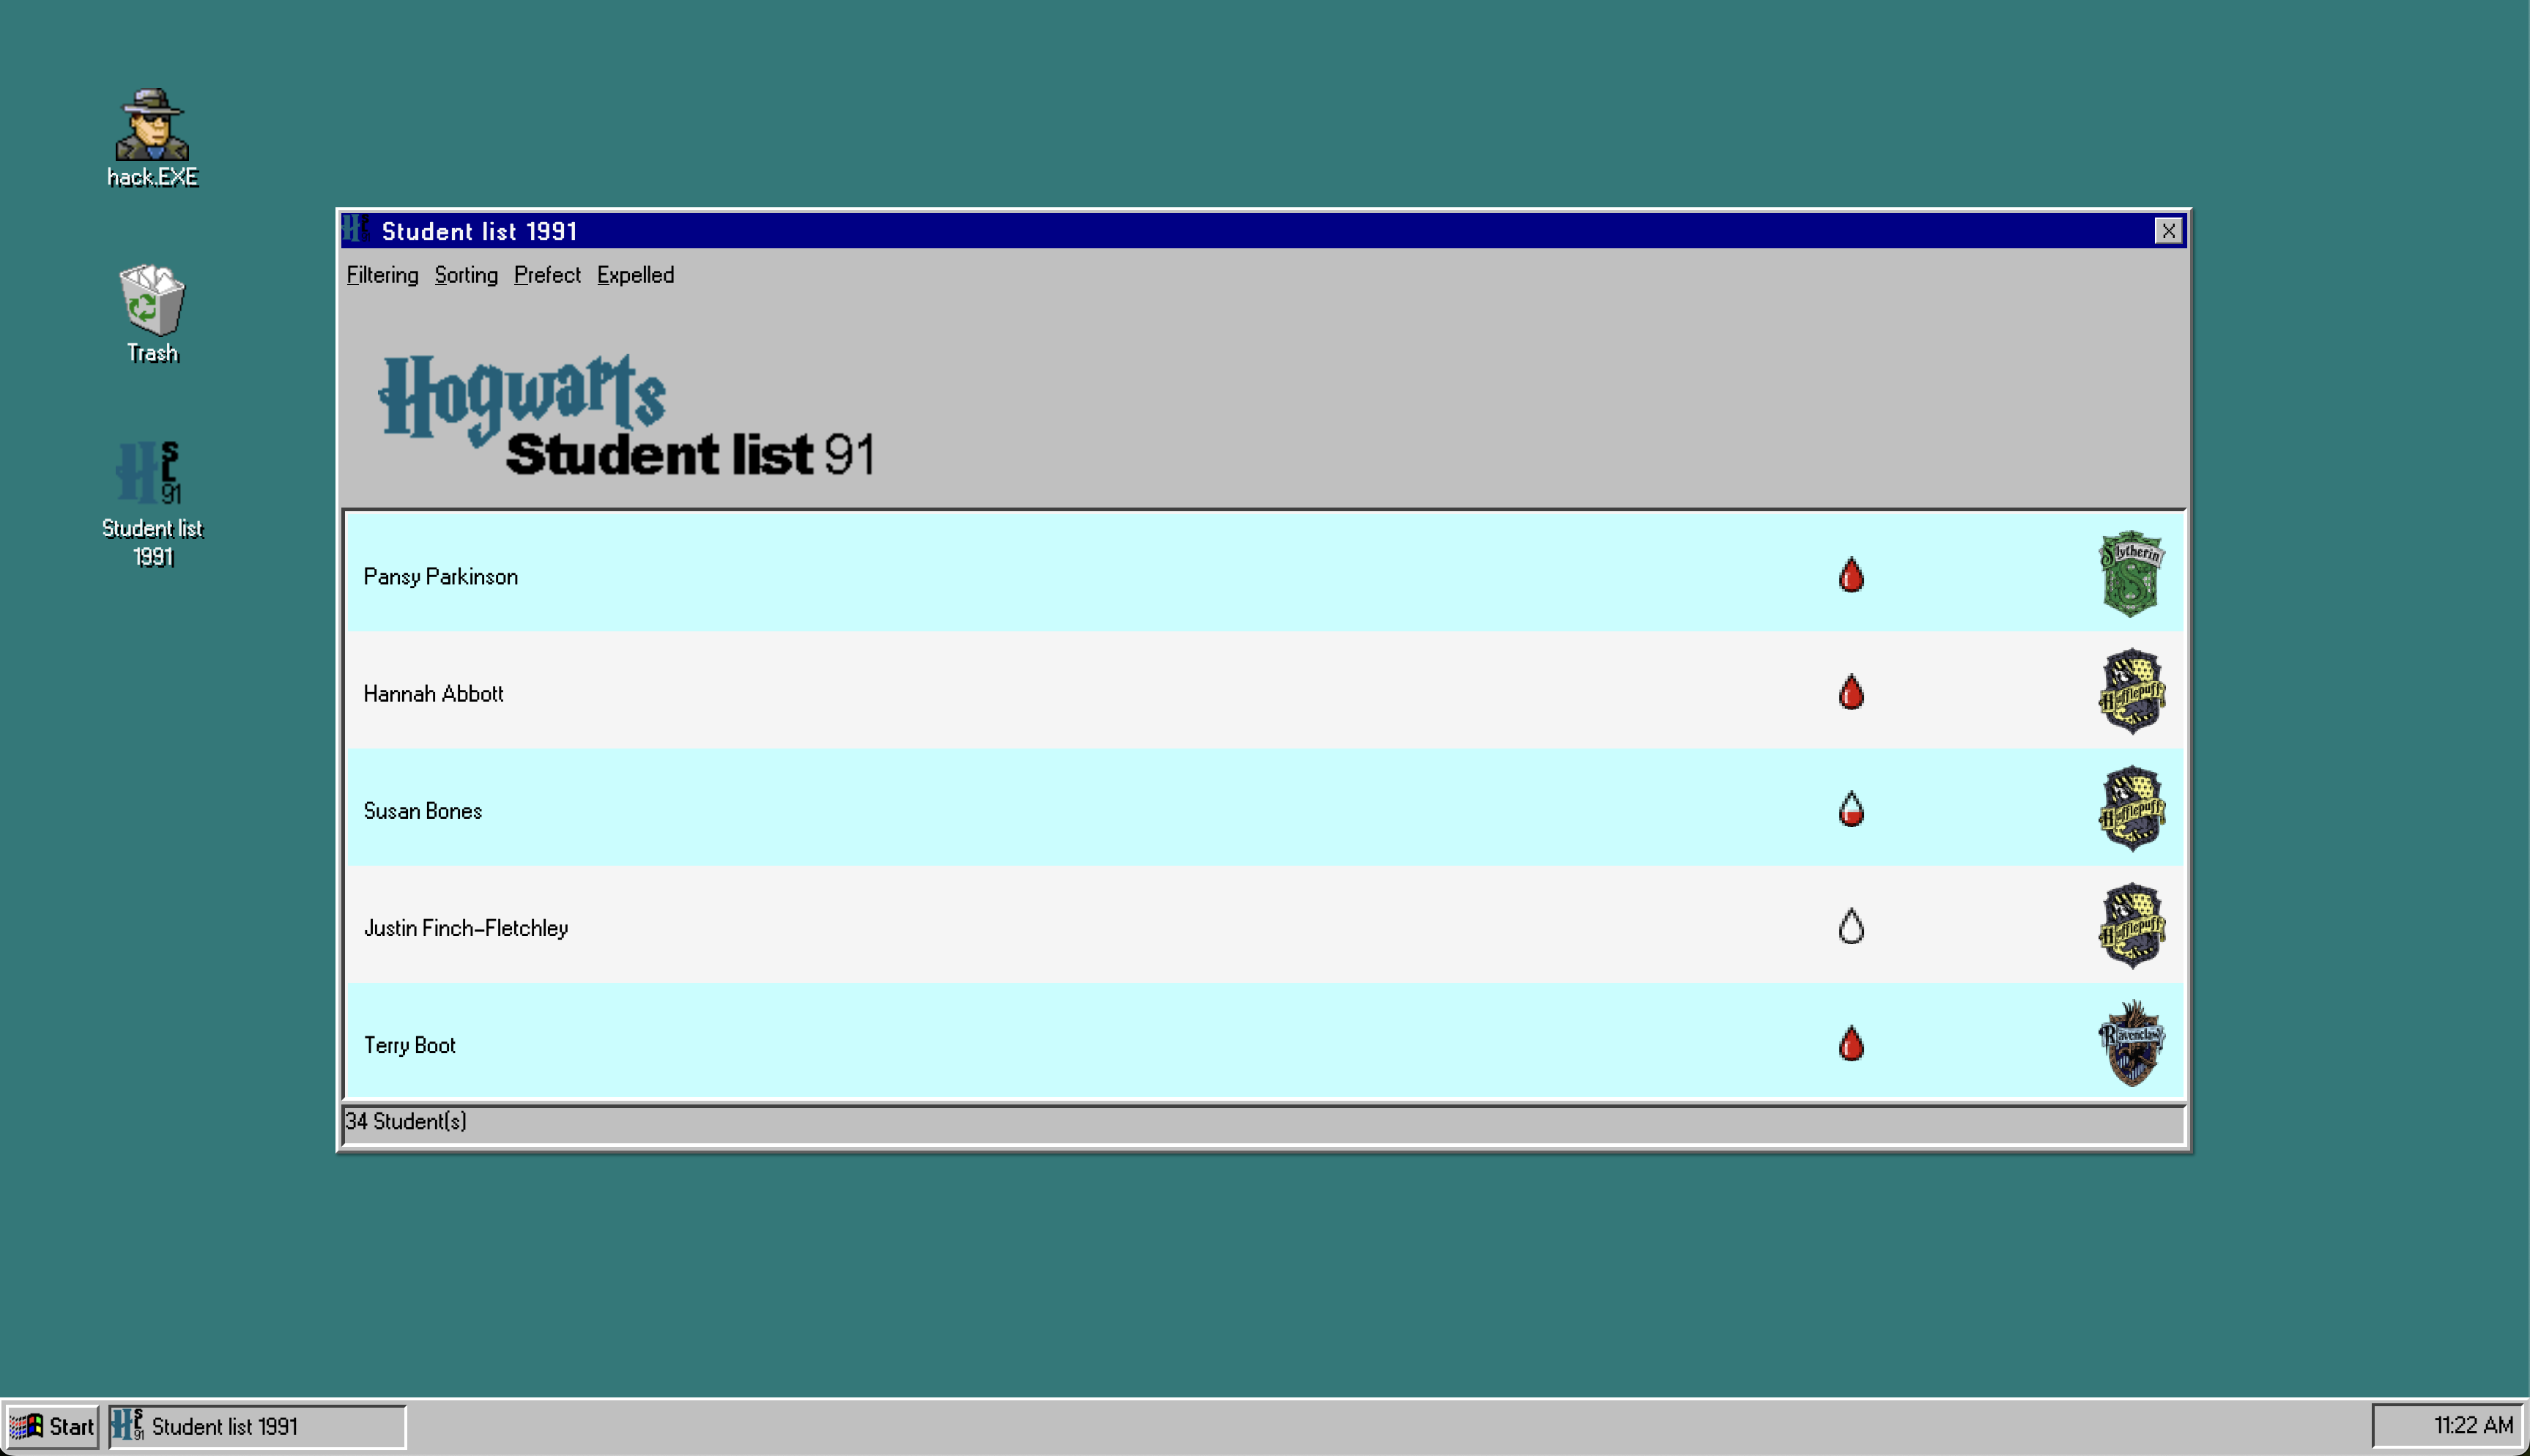 hack.EXE
Trash
S
L
91
Student list
1991
Student list 1991
X
Filtering Sorting Prefect Expelled
Hogwarts
Student list 91
Pansy Parkinson
Slytherin
Hannah Abbott
Hufflepuff
Susan Bones
Hufflepuff
Justin Finch-Fletchley
Hufflepuff
Terry Boot
Ravenclaw
34 Student(s)
Start
Student list 1991
11:22 AM